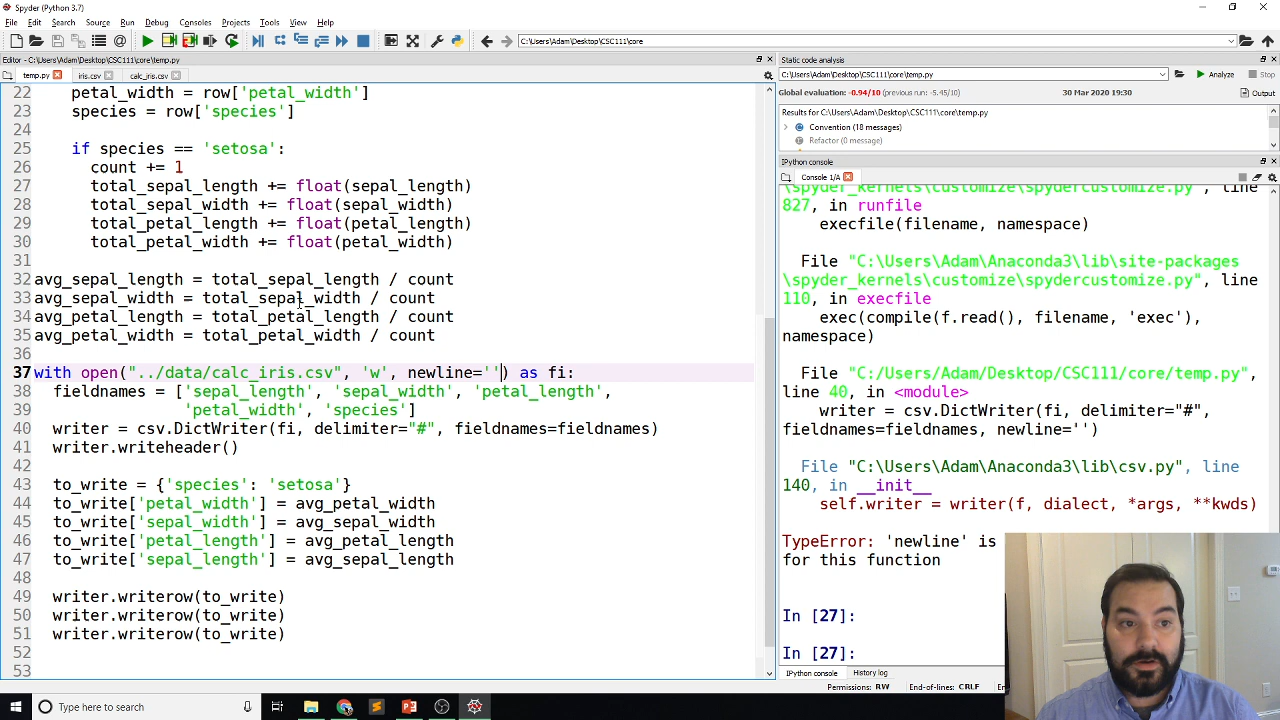 Spyder (Python 3.7)
File Edit Search Source Run Debug Consoles Projects Tools View Help
C:\Users\Adam\Desktop\CSC111\core
Editor - C:\Users\Adam\Desktop\CSC111\core\temp.py
temp.py iris.csv calc_iris.csv
22 petal_width = row['petal_width']
23 species = row['species']
24
25 if species == 'setosa':
26 count += 1
27 total_sepal_length += float(sepal_length)
28 total_sepal_width += float(sepal_width)
29 total_petal_length += float(petal_length)
30 total_petal_width += float(petal_width)
31
32 avg_sepal_length = total_sepal_length / count
33 avg_sepal_width = total_sepal_width / count
34 avg_petal_length = total_petal_length / count
35 avg_petal_width = total_petal_width / count
36
37 with open("../data/calc_iris.csv", 'w', newline='') as fi:
38 fieldnames = ['sepal_length', 'sepal_width', 'petal_length',
39 'petal_width', 'species']
40 writer = csv.DictWriter(fi, delimiter="#", fieldnames=fieldnames)
41 writer.writeheader()
42
43 to_write = {'species': 'setosa'}
44 to_write['petal_width'] = avg_petal_width
45 to_write['sepal_width'] = avg_sepal_width
46 to_write['petal_length'] = avg_petal_length
47 to_write['sepal_length'] = avg_sepal_length
48
49 writer.writerow(to_write)
50 writer.writerow(to_write)
51 writer.writerow(to_write)
52
53
Static code analysis
C:\Users\Adam\Desktop\CSC111\core\temp.py Analyze Stop
Global evaluation: -0.94/10 (previous run: -5.45/10) 30 Mar 2020 19:30 Output
Results for C:\Users\Adam\Desktop\CSC111\core\temp.py
Convention (18 messages)
Refactor (0 message)
IPython console
Console 1/A
\spyder_kernels\customize\spydercustomize.py", line
827, in runfile
execfile(filename, namespace)
File "C:\Users\Adam\Anaconda3\lib\site-packages
\spyder_kernels\customize\spydercustomize.py", line
110, in execfile
exec(compile(f.read(), filename, 'exec'),
namespace)
File "C:/Users/Adam/Desktop/CSC111/core/temp.py",
line 40, in <module>
writer = csv.DictWriter(fi, delimiter="#",
fieldnames=fieldnames, newline='')
File "C:\Users\Adam\Anaconda3\lib\csv.py", line
140, in __init__
self.writer = writer(f, dialect, *args, **kwds)
TypeError: 'newline' is
for this function
In [27]:
In [27]:
IPython console History log
Permissions: RW End-of-lines: CRLF
Type here to search